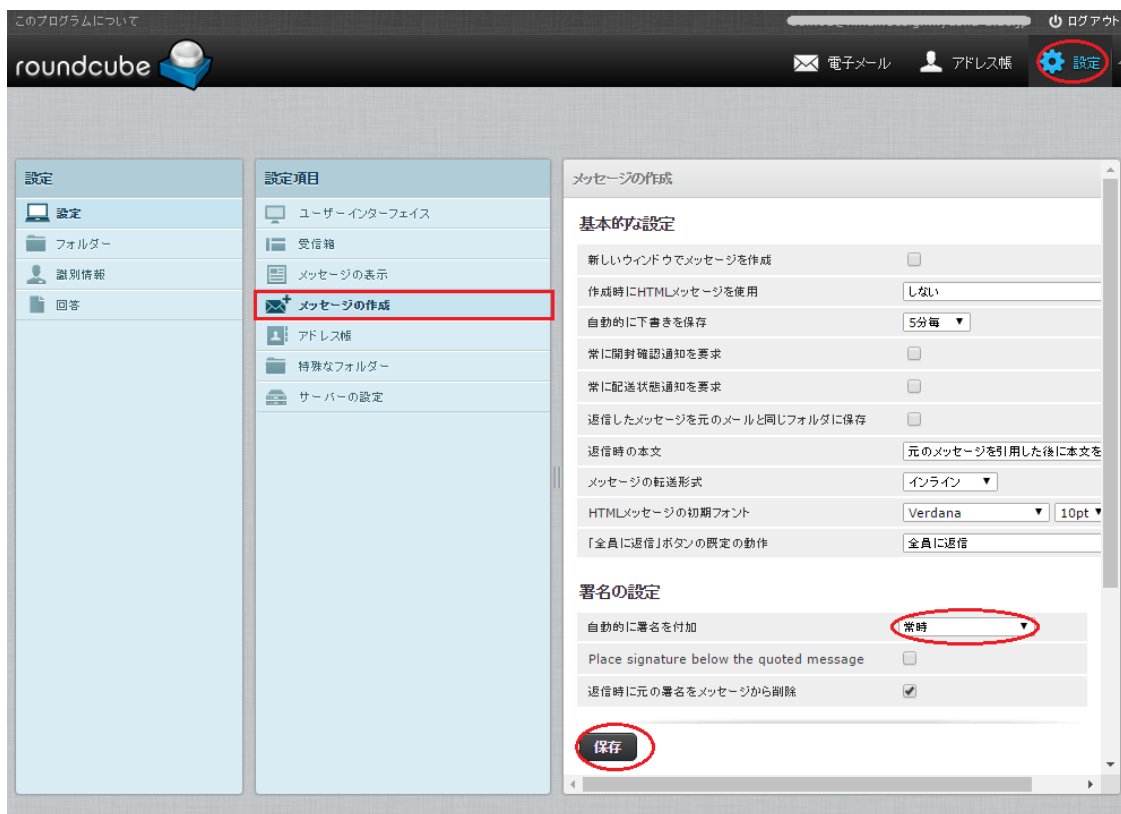 このプログラムについて
ログアウト
roundcube
電子メール
アドレス帳
設定
設定
設定
フォルダー
識別情報
回答
設定項目
ユーザーインターフェイス
受信箱
メッセージの表示
メッセージの作成
アドレス帳
特殊なフォルダー
サーバーの設定
メッセージの作成
基本的な設定
新しいウィンドウでメッセージを作成
作成時にHTMLメッセージを使用 しない
自動的に下書きを保存 5分毎
常に開封確認通知を要求
常に配送状態通知を要求
返信したメッセージを元のメールと同じフォルダに保存
返信時の本文 元のメッセージを引用した後に本文を
メッセージの転送形式 インライン
HTMLメッセージの初期フォント Verdana 10pt
「全員に返信」ボタンの既定の動作 全員に返信
署名の設定
自動的に署名を付加 常時
Place signature below the quoted message
返信時に元の署名をメッセージから削除
保存